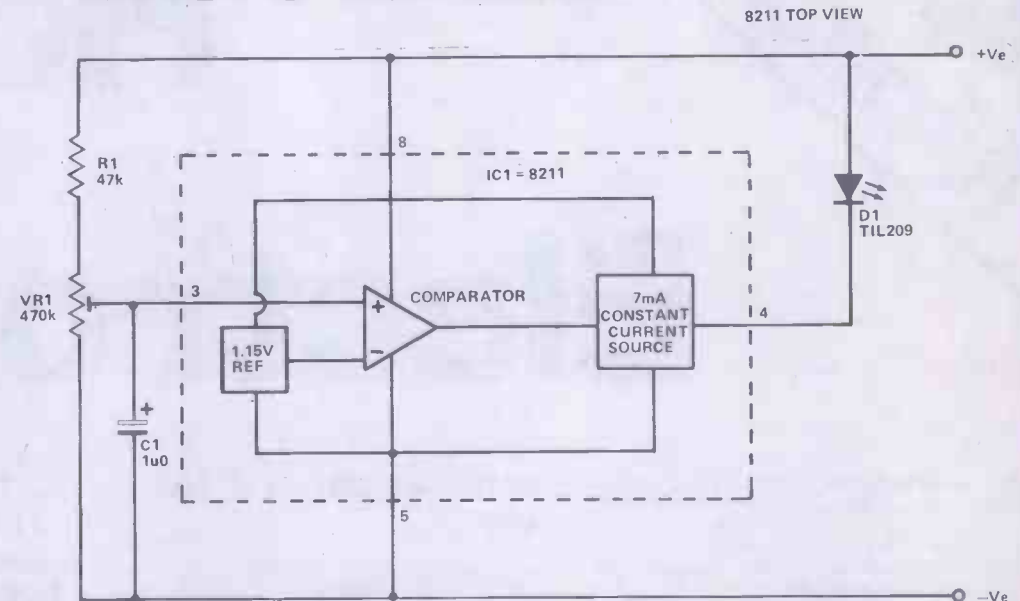 8211 TOP VIEW
+Ve
8
R1
47k
IC1 = 8211
D1
TIL209
VR1
470k
3
+
COMPARATOR
7mA
CONSTANT
CURRENT
SOURCE
4
1.15V
REF
−
+
C1
1u0
5
−Ve